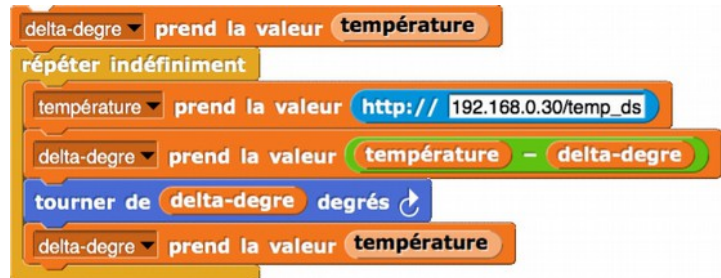 delta-degre prend la valeur température
répéter indéfiniment
température prend la valeur http:// 192.168.0.30/temp_ds
delta-degre prend la valeur température - delta-degre
tourner de delta-degre degrés
delta-degre prend la valeur température